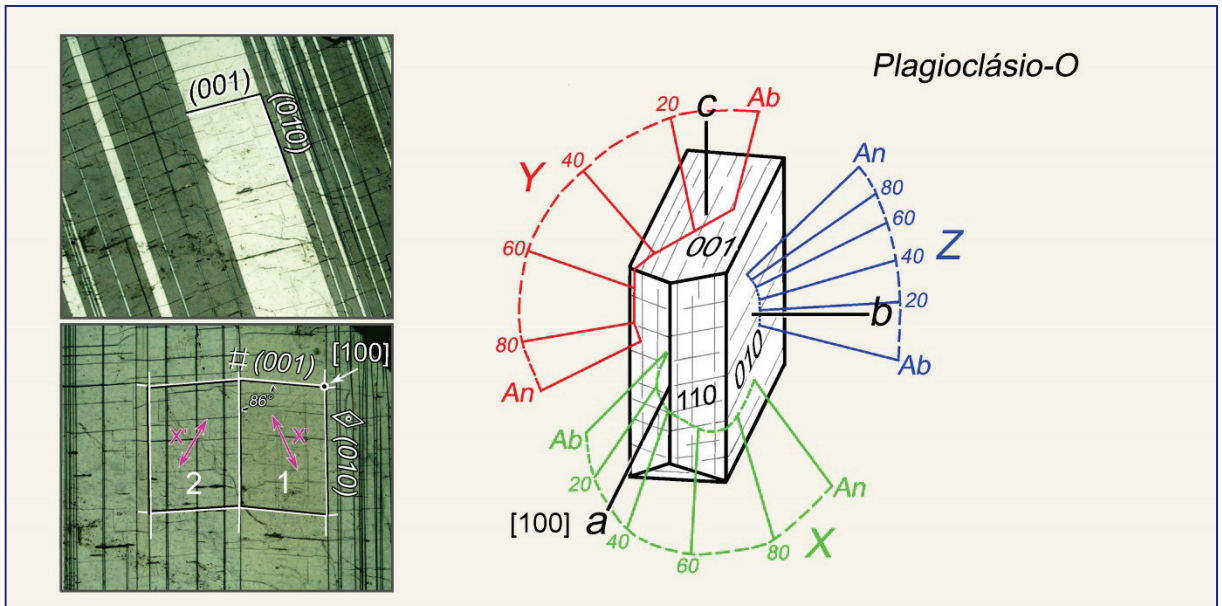 Plagioclásio-O
(001)
(010)
# (001)
[100]
86°
X'
X'
2
1
(010)
20
c
Ab
40
Y
60
80
An
001
110
010
An
80
60
Z
40
20
b
Ab
Ab
20
[100] a
40
60
X
80
An